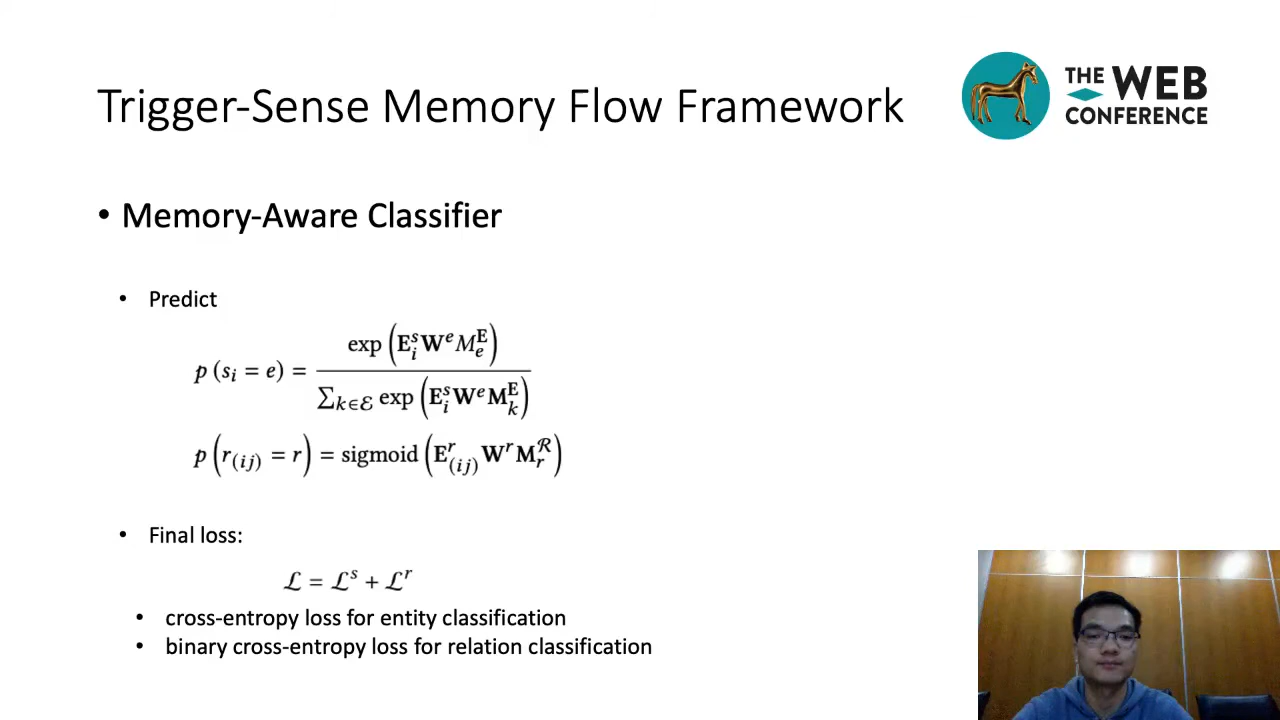 Trigger-Sense Memory Flow Framework
THE WEB
CONFERENCE
• Memory-Aware Classifier
• Predict
p (s_i = e) = exp (E_i^s W^e M_e^E) / ∑_{k∈ℰ} exp (E_i^s W^e M_k^E)
p (r_{(ij)} = r) = sigmoid (E_{(ij)}^r W^r M_r^ℛ)
• Final loss:
ℒ = ℒ^s + ℒ^r
• cross-entropy loss for entity classification
• binary cross-entropy loss for relation classification